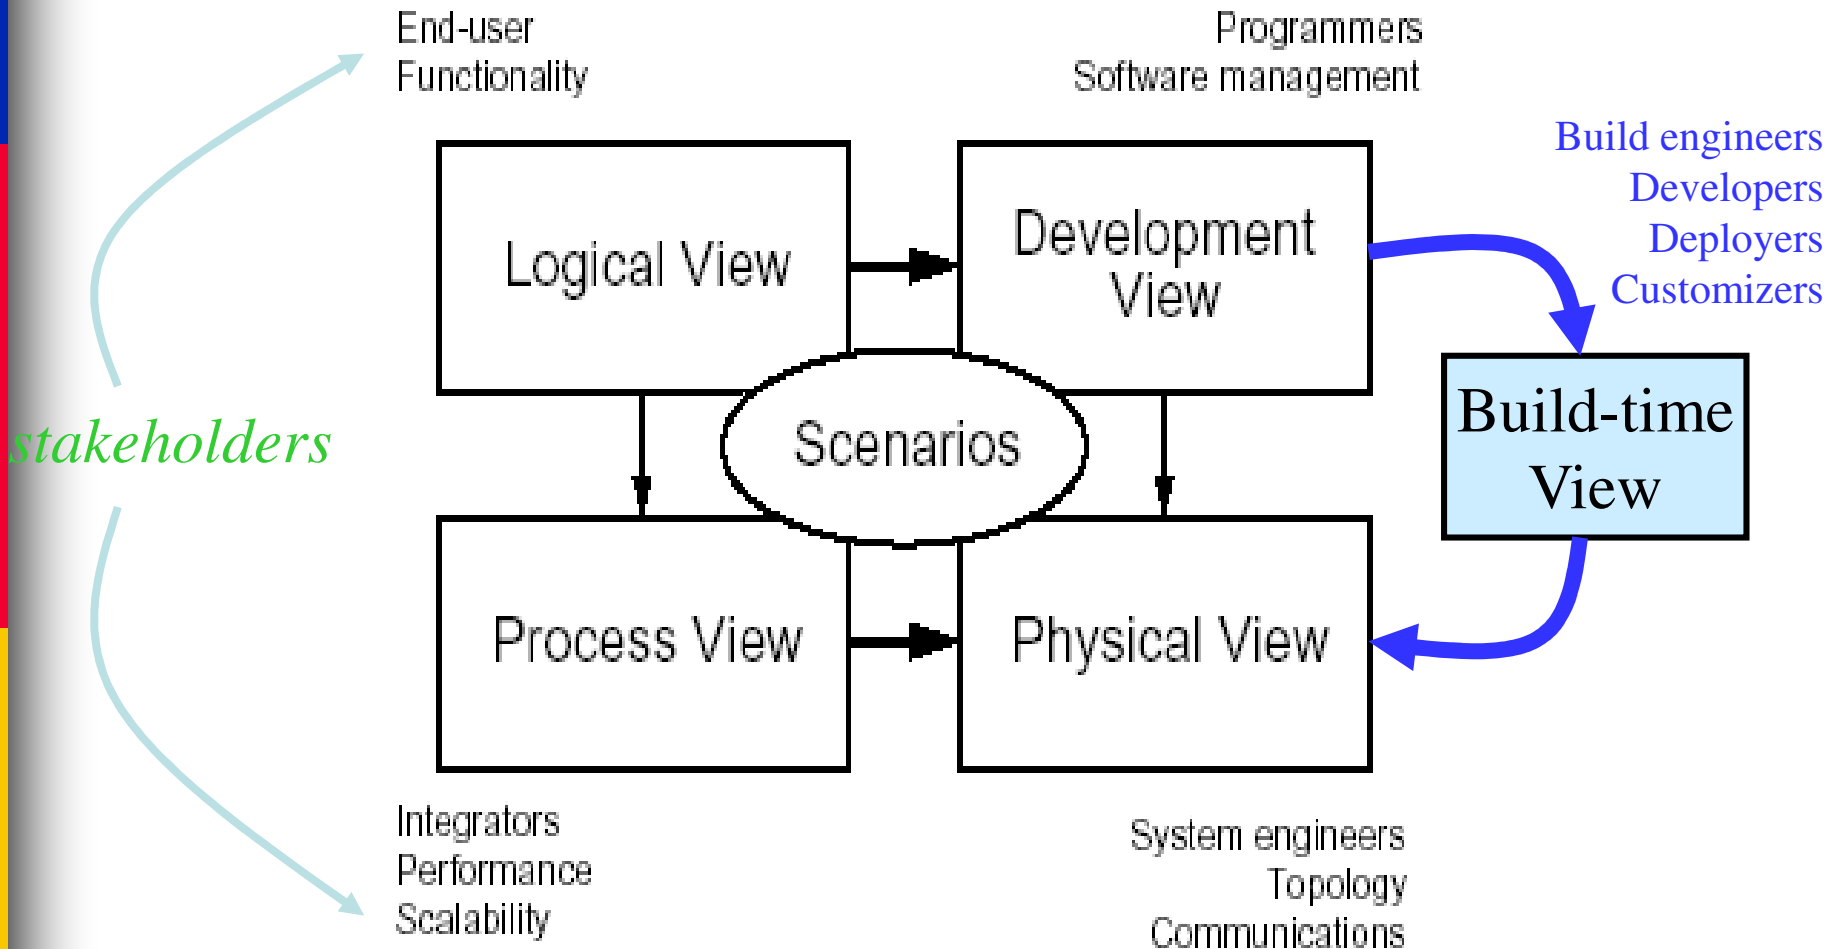 End-user
Functionality
Programmers
Software management
Build engineers
Developers
Deployers
Customizers
Logical View
Development
View
Build-time
View
stakeholders
Scenarios
Process View
Physical View
Integrators
Performance
Scalability
System engineers
Topology
Communications